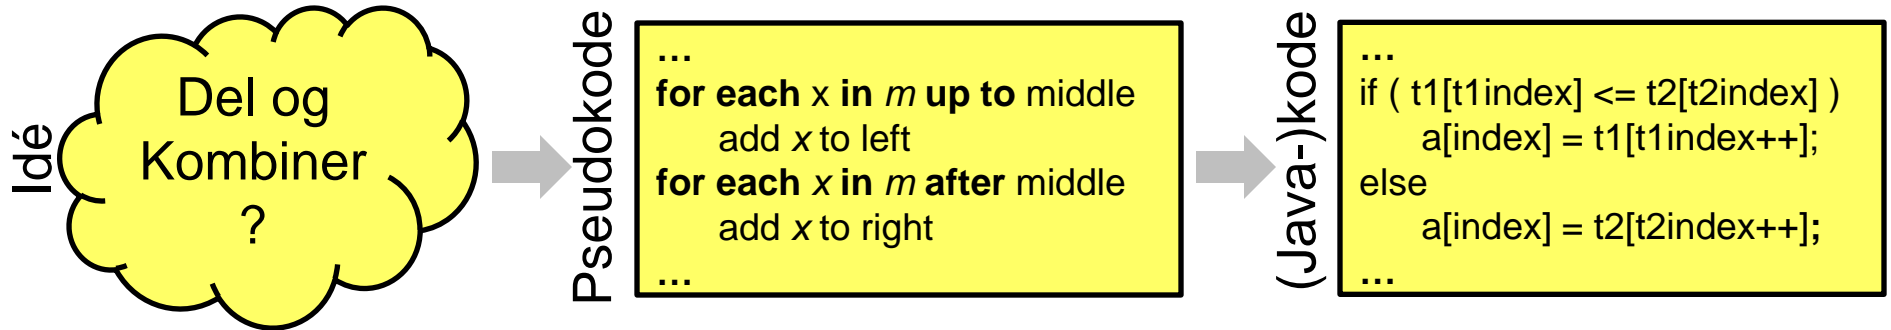 Idé
Del og
Kombiner
?
Pseudokode
…
for each x in m up to middle
add x to left
for each x in m after middle
add x to right
…
(Java-)kode
…
if ( t1[t1index] <= t2[t2index] )
a[index] = t1[t1index++];
else
a[index] = t2[t2index++];
…